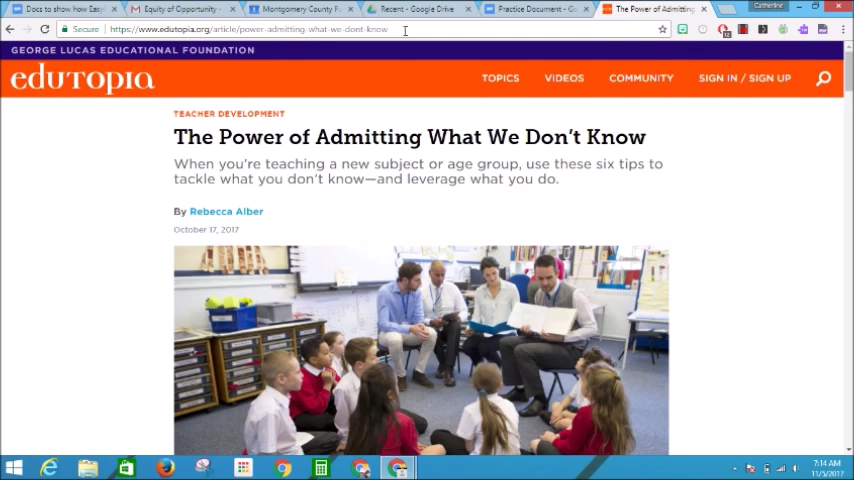 Docs to show how Easyl
Equity of Opportunity -
Montgomery County P
Recent - Google Drive
Practice Document - Go
The Power of Admitting
Catherine
Secure https://www.edutopia.org/article/power-admitting-what-we-dont-know
GEORGE LUCAS EDUCATIONAL FOUNDATION
edutopia
TOPICS
VIDEOS
COMMUNITY
SIGN IN / SIGN UP
TEACHER DEVELOPMENT
The Power of Admitting What We Don't Know
When you're teaching a new subject or age group, use these six tips to
tackle what you don't know—and leverage what you do.
By Rebecca Alber
October 17, 2017
7:14 AM
11/5/2017